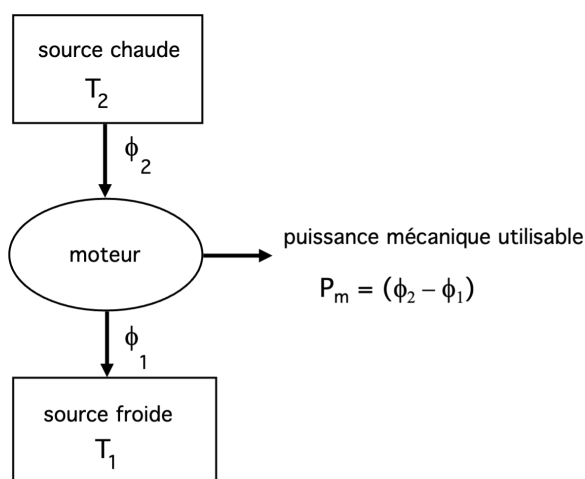 source chaude
T₂
ϕ₂
moteur
puissance mécanique utilisable
Pₘ = (ϕ₂ − ϕ₁)
ϕ₁
source froide
T₁